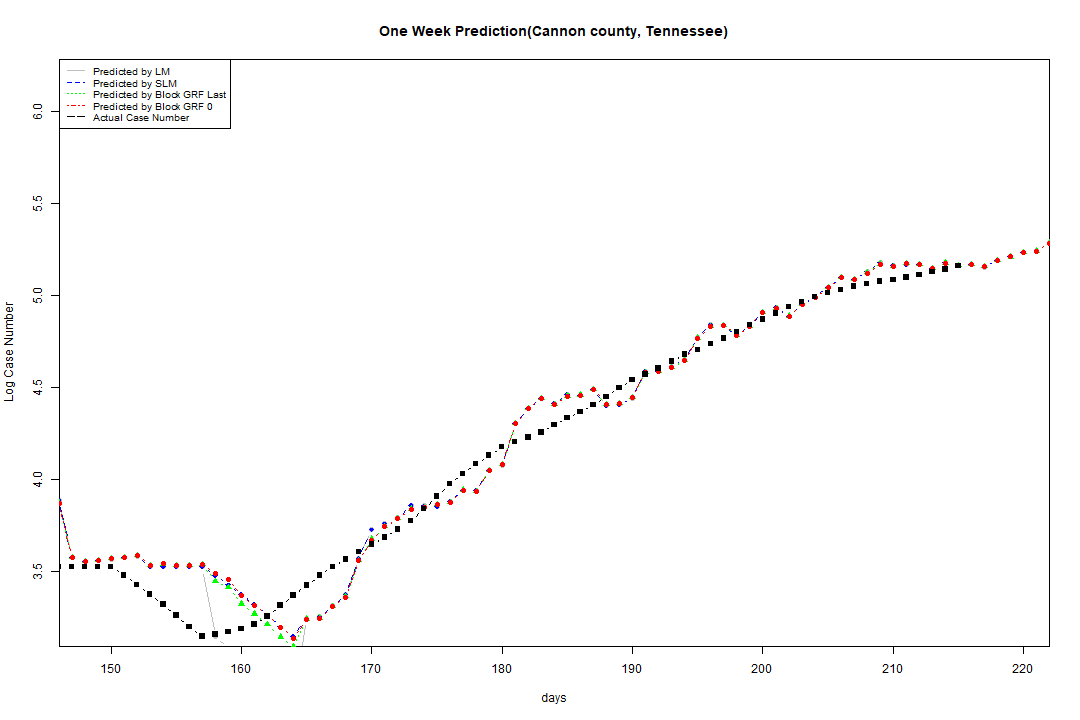 One Week Prediction(Cannon county, Tennessee)
Predicted by LM
Predicted by SLM
Predicted by Block GRF Last
Predicted by Block GRF 0
Actual Case Number
Log Case Number
6.0
5.5
5.0
4.5
4.0
3.5
150 160 170 180 190 200 210 220
days